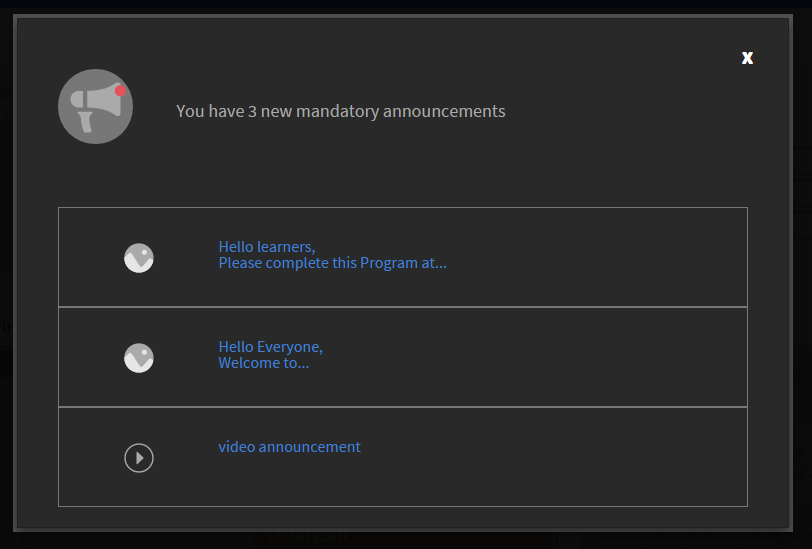 X
You have 3 new mandatory announcements
Hello learners,
Please complete this Program at...
Hello Everyone,
Welcome to...
video announcement